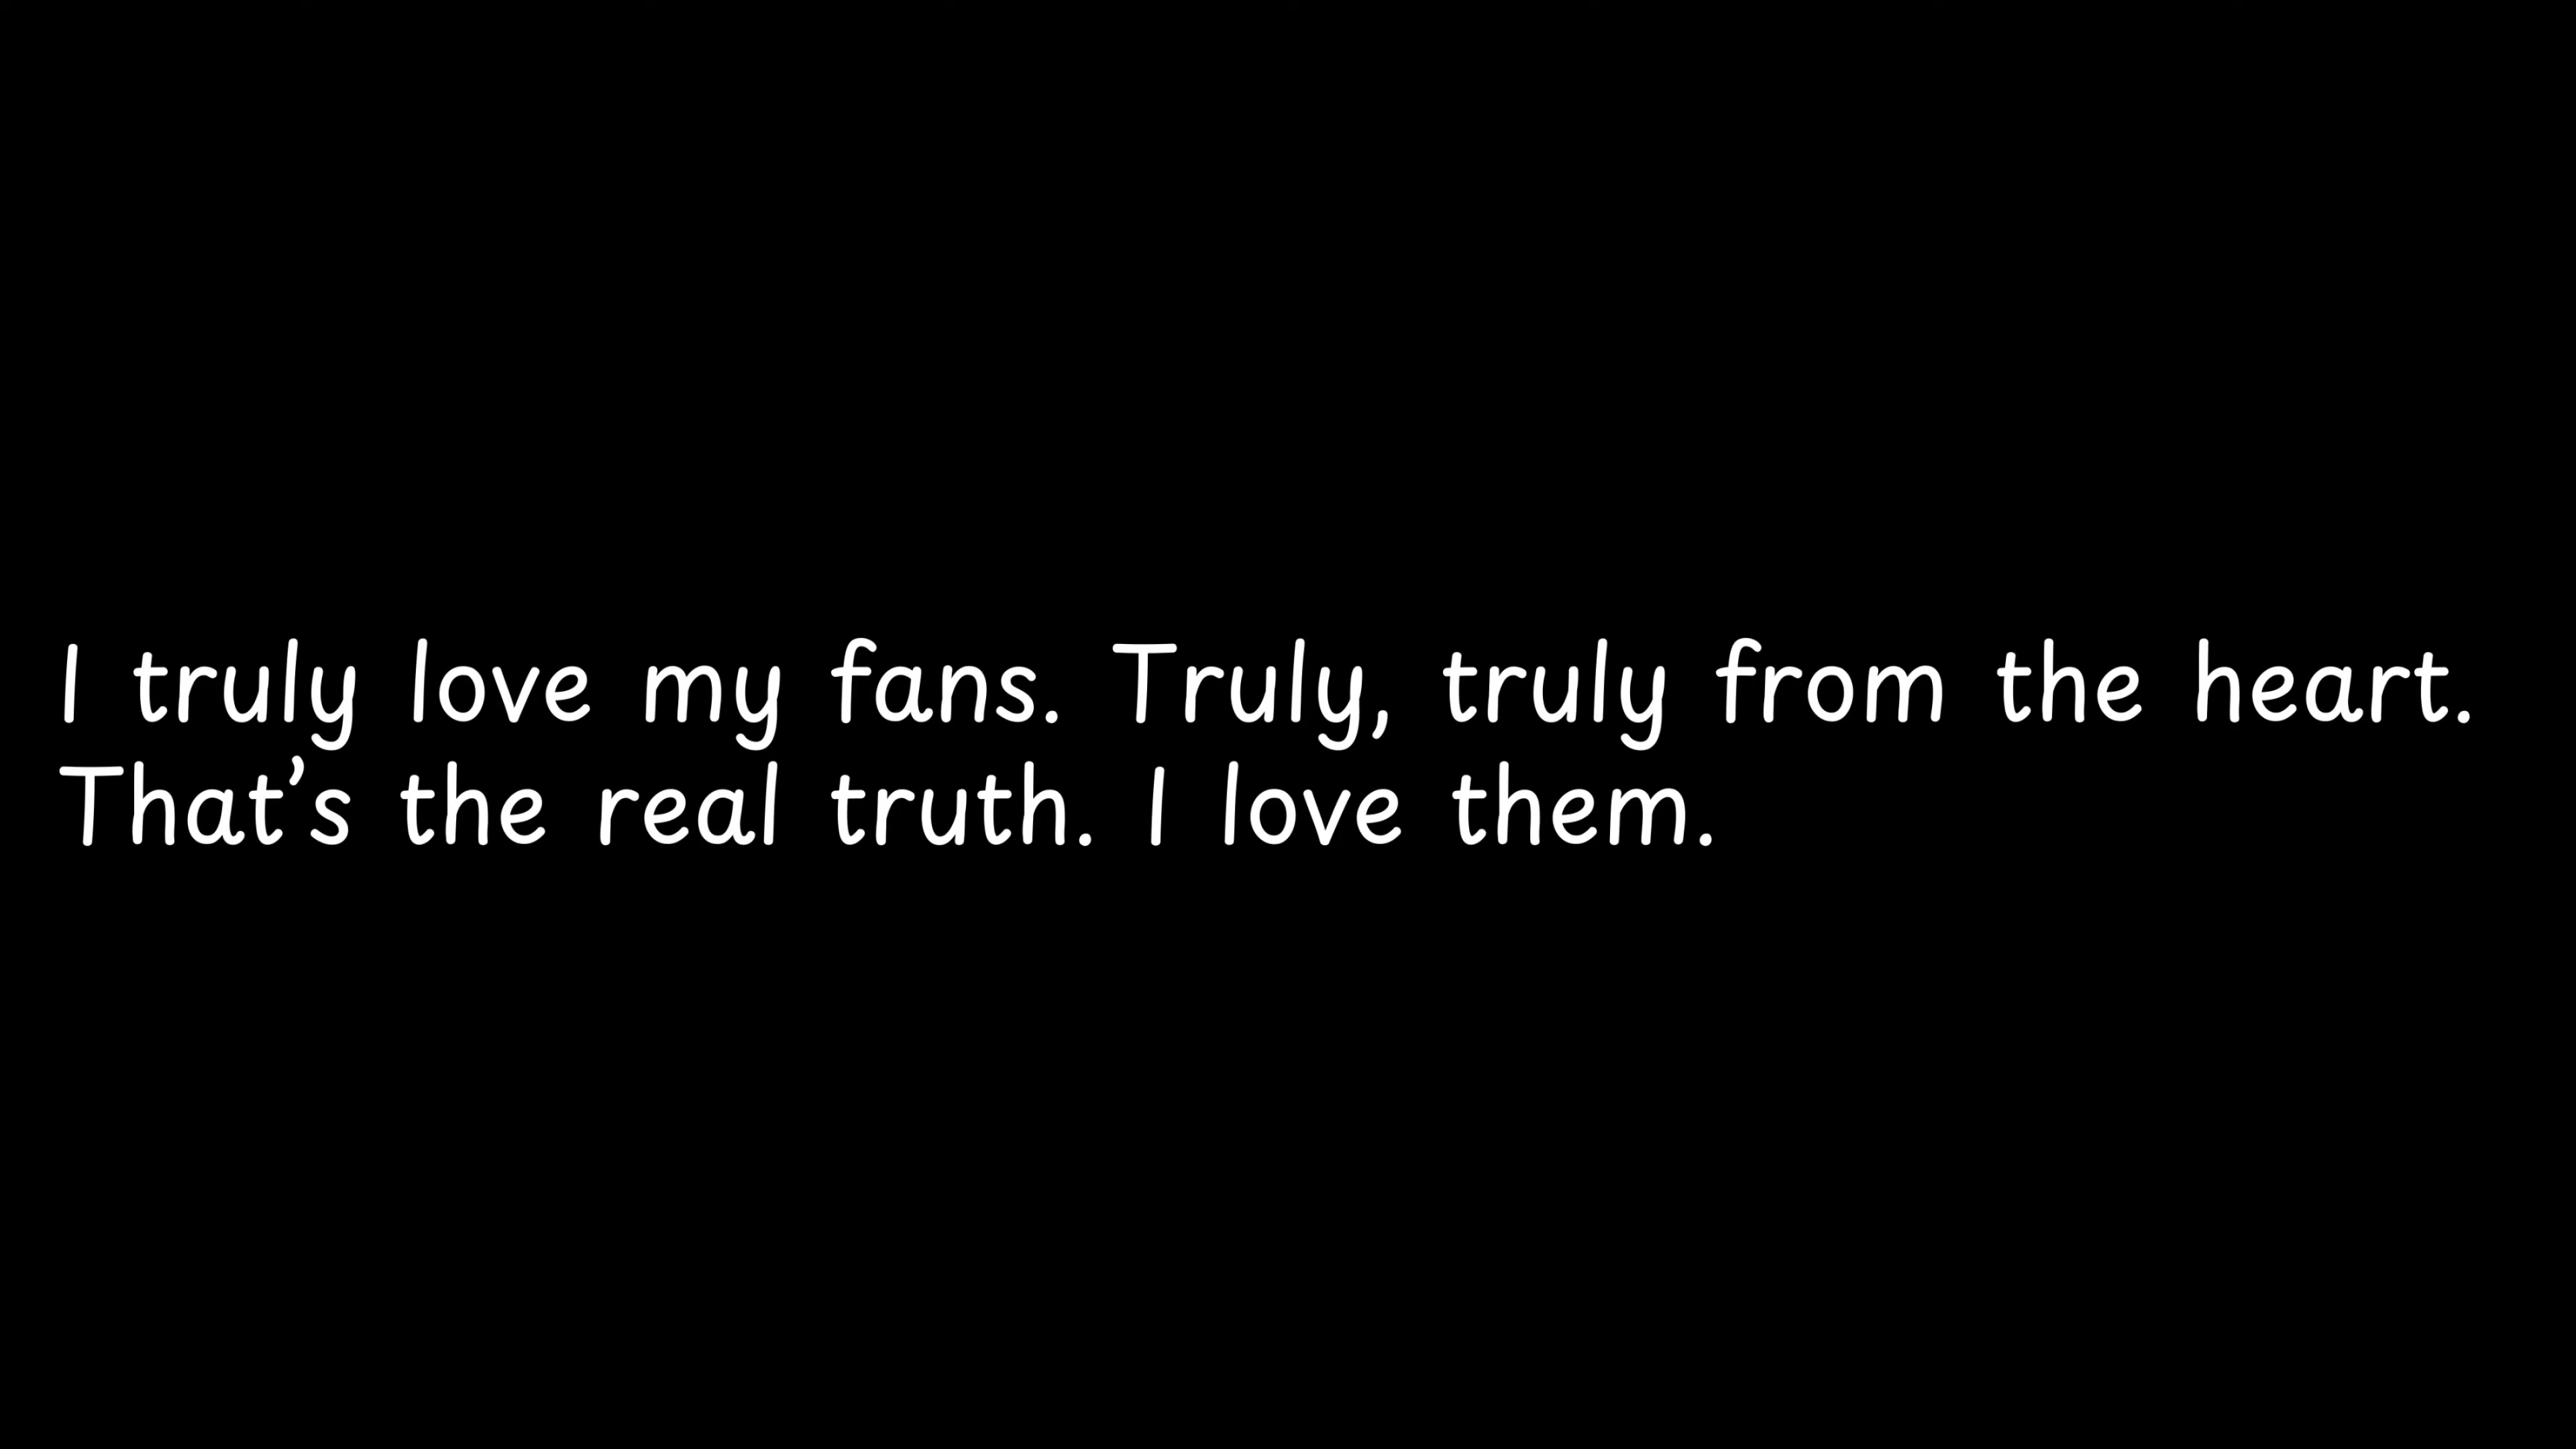 I truly love my fans. Truly, truly from the heart.
That’s the real truth. I love them.